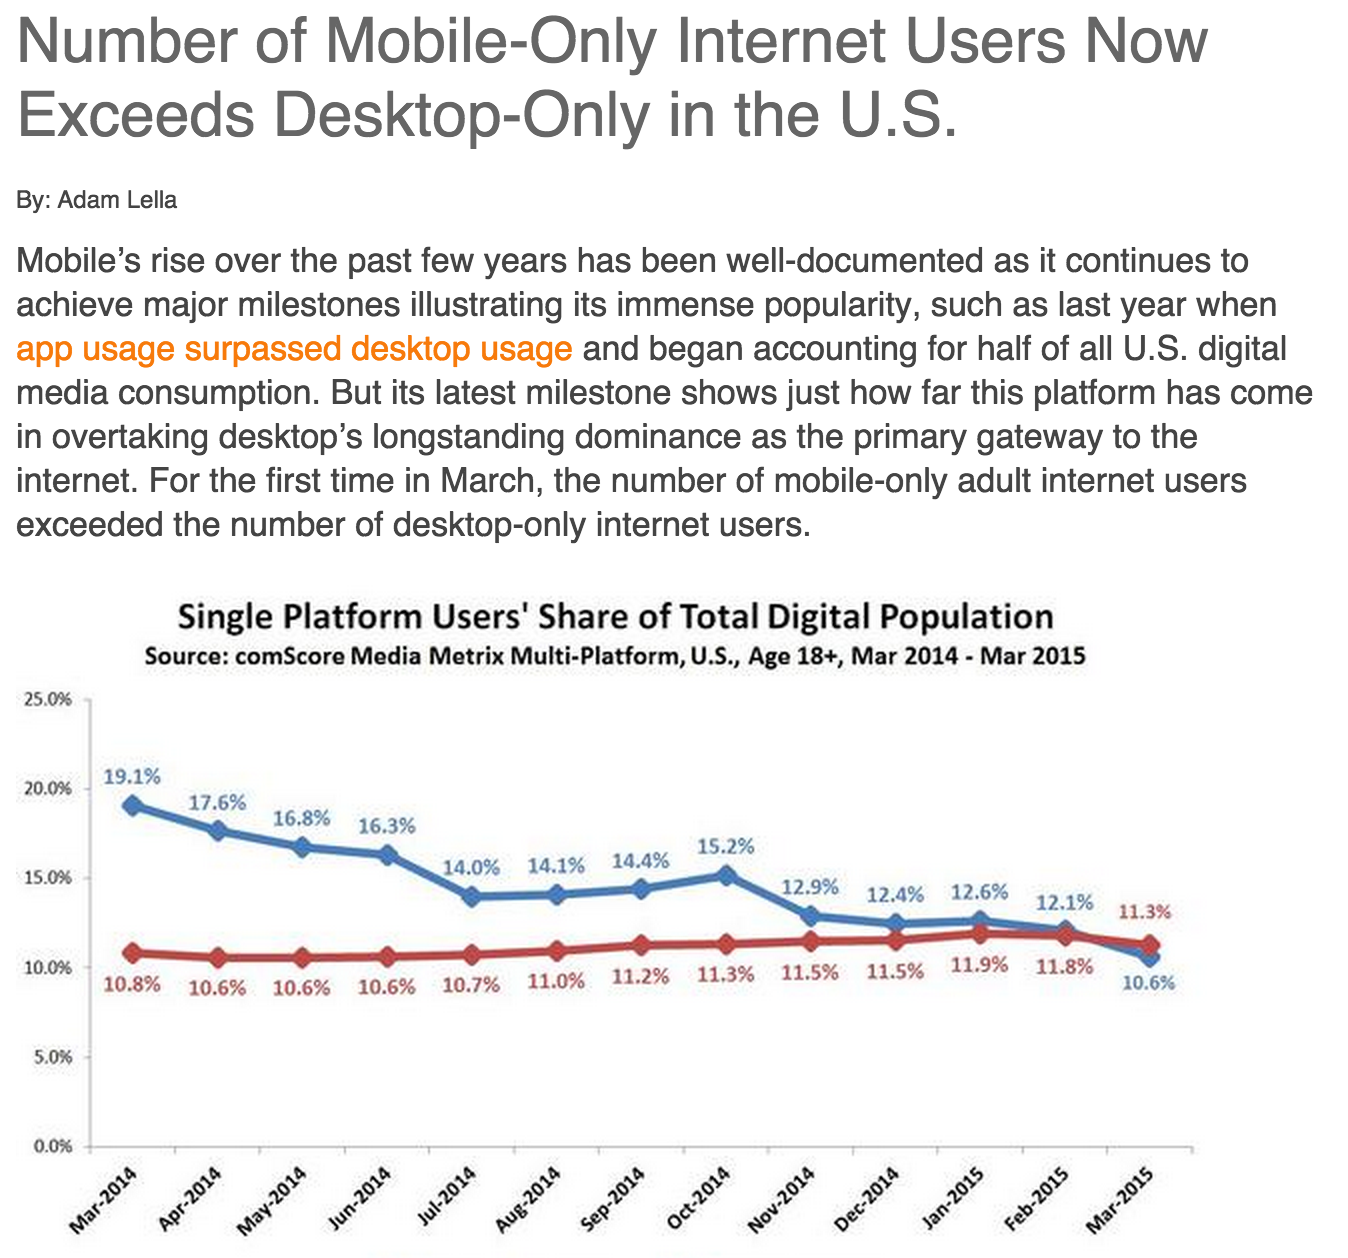 Number of Mobile-Only Internet Users Now
Exceeds Desktop-Only in the U.S.
By: Adam Lella
Mobile’s rise over the past few years has been well-documented as it continues to
achieve major milestones illustrating its immense popularity, such as last year when
app usage surpassed desktop usage and began accounting for half of all U.S. digital
media consumption. But its latest milestone shows just how far this platform has come
in overtaking desktop’s longstanding dominance as the primary gateway to the
internet. For the first time in March, the number of mobile-only adult internet users
exceeded the number of desktop-only internet users.
Single Platform Users' Share of Total Digital Population
Source: comScore Media Metrix Multi-Platform, U.S., Age 18+, Mar 2014 - Mar 2015
25.0%
20.0%
15.0%
10.0%
5.0%
0.0%
19.1%
17.6%
16.8%
16.3%
14.0%
14.1%
14.4%
15.2%
12.9%
12.4%
12.6%
12.1%
10.6%
10.8%
10.6%
10.6%
10.6%
10.7%
11.0%
11.2%
11.3%
11.5%
11.5%
11.9%
11.8%
11.3%
Mar-2014
Apr-2014
May-2014
Jun-2014
Jul-2014
Aug-2014
Sep-2014
Oct-2014
Nov-2014
Dec-2014
Jan-2015
Feb-2015
Mar-2015